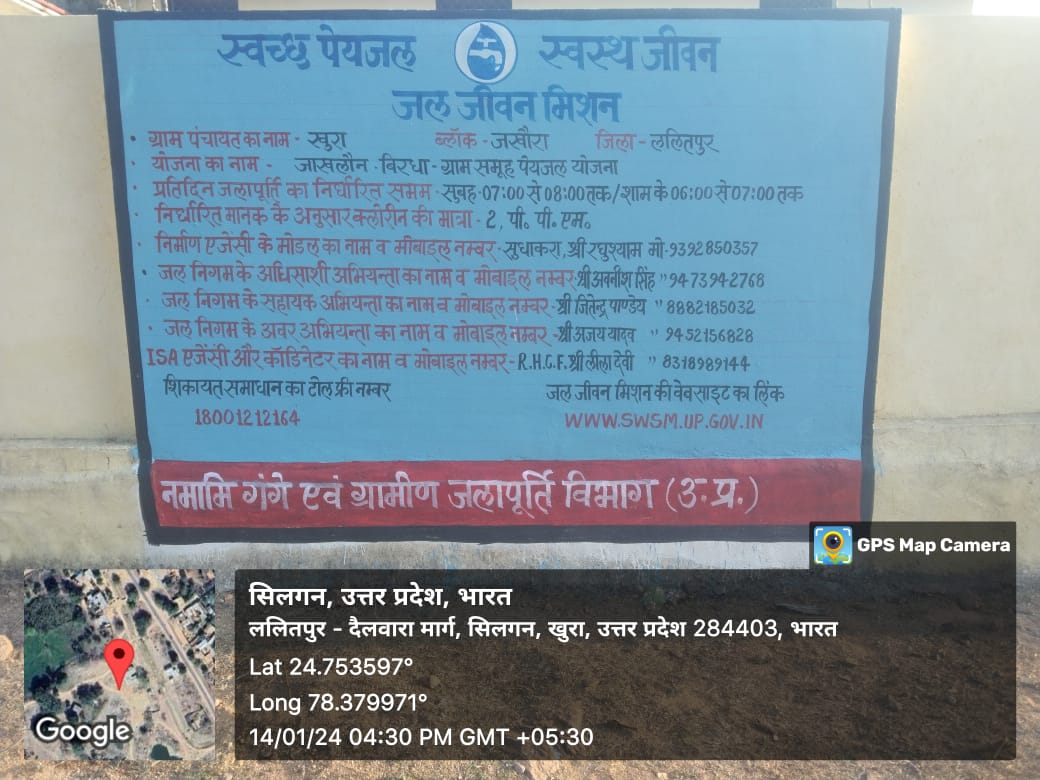 स्वच्छ पेयजल स्वस्थ जीवन
जल जीवन मिशन
• ग्राम पंचायत का नाम - खुरा ब्लॉक - जखौरा जिला - ललितपुर
• योजना का नाम - जाखलौन - विरधा - ग्राम समूह पेयजल योजना
• प्रतिदिन जलापूर्ति का निर्धारित समम - सुबह - 07:00 से 08:00 तक / शाम के 06:00 से 07:00 तक
• निर्धारित मानक के अनुसार क्लोरीन की मात्रा - 2, पी. पी. एम.
• निर्माण एजेंसी के मोडल का नाम व मोबाइल नम्बर - सुधाकरा, श्री रघुश्याम मो. 9392850357
• जल निगम के अधिसाशी अभियन्ता का नाम व मोबाइल नम्बर - श्री अवनीश सिंह " 9473942768
• जल निगम के सहायक अभियन्ता का नाम व मोबाइल नम्बर - श्री जितेन्द्र पाण्डेय " 8882185032
• जल निगम के अवर अभियन्ता का नाम व मोबाइल नम्बर - श्री अजय यादव " 9452156828
ISA एजेंसी और कॉडिनेटर का नाम व मोबाइल नम्बर - R.H.G.F. श्री लीला देवी " 8318989144
शिकायत समाधान का टोल फ्री नम्बर जल जीवन मिशन की वेबसाइट का लिंक
18001212164 WWW.SWSM.UP.GOV.IN
नमामि गंगे एवं ग्रामीण जलापूर्ति विभाग (उ.प्र.)
GPS Map Camera
सिलगन, उत्तर प्रदेश, भारत
ललितपुर - दैलवारा मार्ग, सिलगन, खुरा, उत्तर प्रदेश 284403, भारत
Lat 24.753597°
Long 78.379971°
14/01/24 04:30 PM GMT +05:30
Google